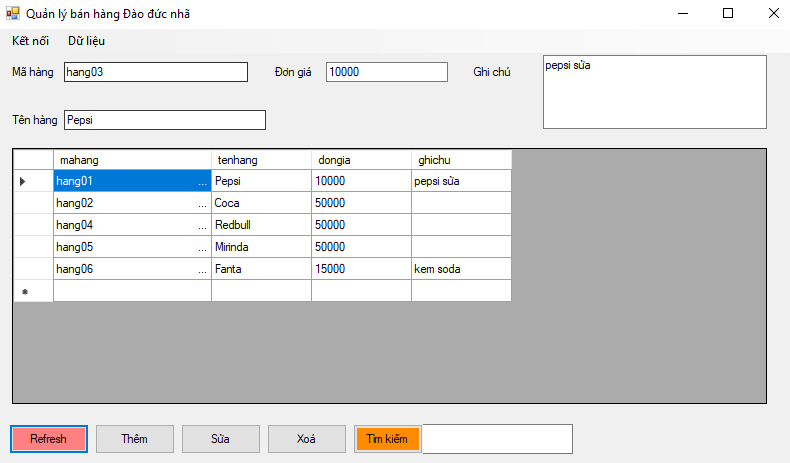 Quản lý bán hàng Đào đức nhã
Kết nối Dữ liệu
Mã hàng hang03 Đơn giá 10000 Ghi chú pepsi sửa
Tên hàng Pepsi
mahang tenhang dongia ghichu
hang01 ... Pepsi 10000 pepsi sửa
hang02 ... Coca 50000
hang04 ... Redbull 50000
hang05 ... Mirinda 50000
hang06 ... Fanta 15000 kem soda
Refresh Thêm Sửa Xoá Tìm kiếm